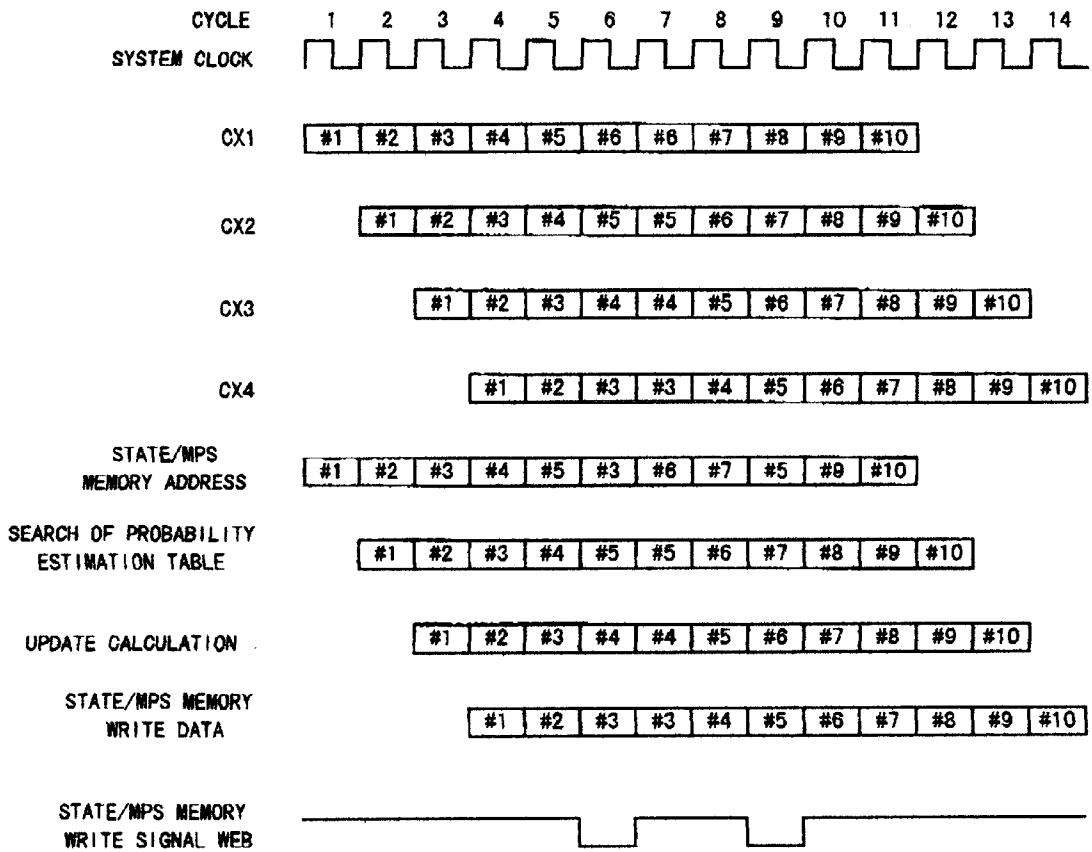 CYCLE 1 2 3 4 5 6 7 8 9 10 11 12 13 14
SYSTEM CLOCK
CX1 #1 #2 #3 #4 #5 #6 #6 #7 #8 #9 #10
CX2 #1 #2 #3 #4 #5 #5 #6 #7 #8 #9 #10
CX3 #1 #2 #3 #4 #4 #5 #6 #7 #8 #9 #10
CX4 #1 #2 #3 #3 #4 #5 #6 #7 #8 #9 #10
STATE/MPS
MEMORY ADDRESS #1 #2 #3 #4 #5 #3 #6 #7 #5 #9 #10
SEARCH OF PROBABILITY
ESTIMATION TABLE #1 #2 #3 #4 #5 #5 #6 #7 #8 #9 #10
UPDATE CALCULATION #1 #2 #3 #4 #4 #5 #6 #7 #8 #9 #10
STATE/MPS MEMORY
WRITE DATA #1 #2 #3 #3 #4 #5 #6 #7 #8 #9 #10
STATE/MPS MEMORY
WRITE SIGNAL WEB